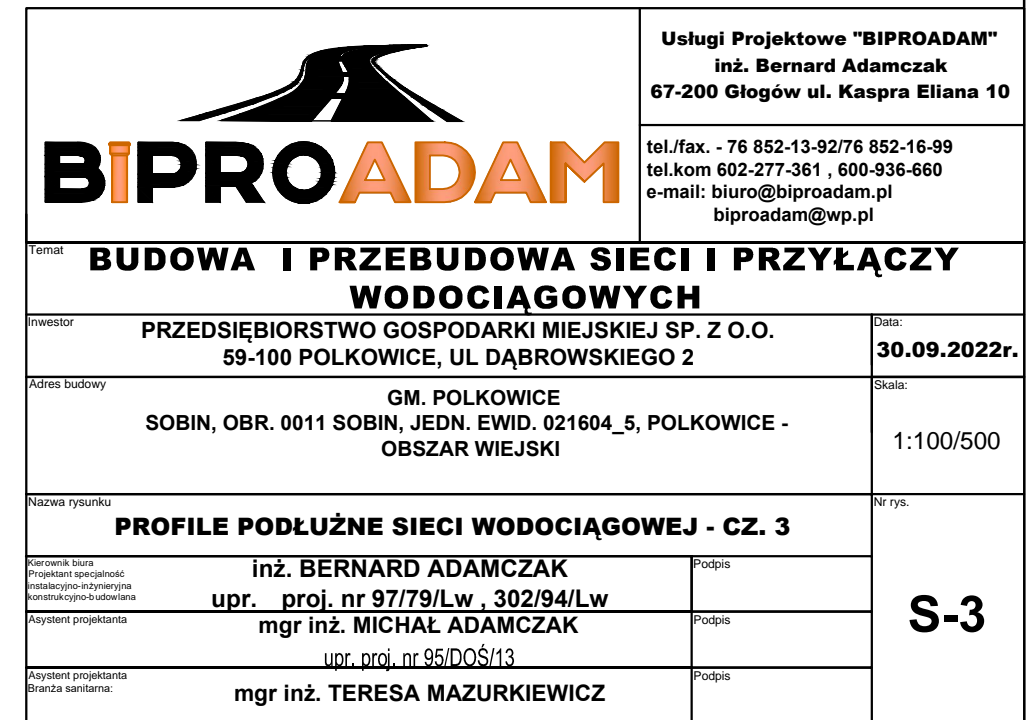 BIPROADAM
Usługi Projektowe "BIPROADAM"
inż. Bernard Adamczak
67-200 Głogów ul. Kaspra Eliana 10
tel./fax. - 76 852-13-92/76 852-16-99
tel.kom 602-277-361 , 600-936-660
e-mail: biuro@biproadam.pl
biproadam@wp.pl
Temat
BUDOWA I PRZEBUDOWA SIECI I PRZYŁĄCZY
WODOCIĄGOWYCH
Inwestor
PRZEDSIĘBIORSTWO GOSPODARKI MIEJSKIEJ SP. Z O.O.
59-100 POLKOWICE, UL DĄBROWSKIEGO 2
Data:
30.09.2022r.
Adres budowy
GM. POLKOWICE
SOBIN, OBR. 0011 SOBIN, JEDN. EWID. 021604_5, POLKOWICE -
OBSZAR WIEJSKI
Skala:
1:100/500
Nazwa rysunku
PROFILE PODŁUŻNE SIECI WODOCIĄGOWEJ - CZ. 3
Nr rys.
S-3
Kierownik biura
Projektant specjalność
instalacyjno-inżynieryjna
konstrukcyjno-budowlana
inż. BERNARD ADAMCZAK
upr. proj. nr 97/79/Lw , 302/94/Lw
Podpis
Asystent projektanta
mgr inż. MICHAŁ ADAMCZAK
upr. proj. nr 95/DOŚ/13
Podpis
Asystent projektanta
Branża sanitarna:
mgr inż. TERESA MAZURKIEWICZ
Podpis